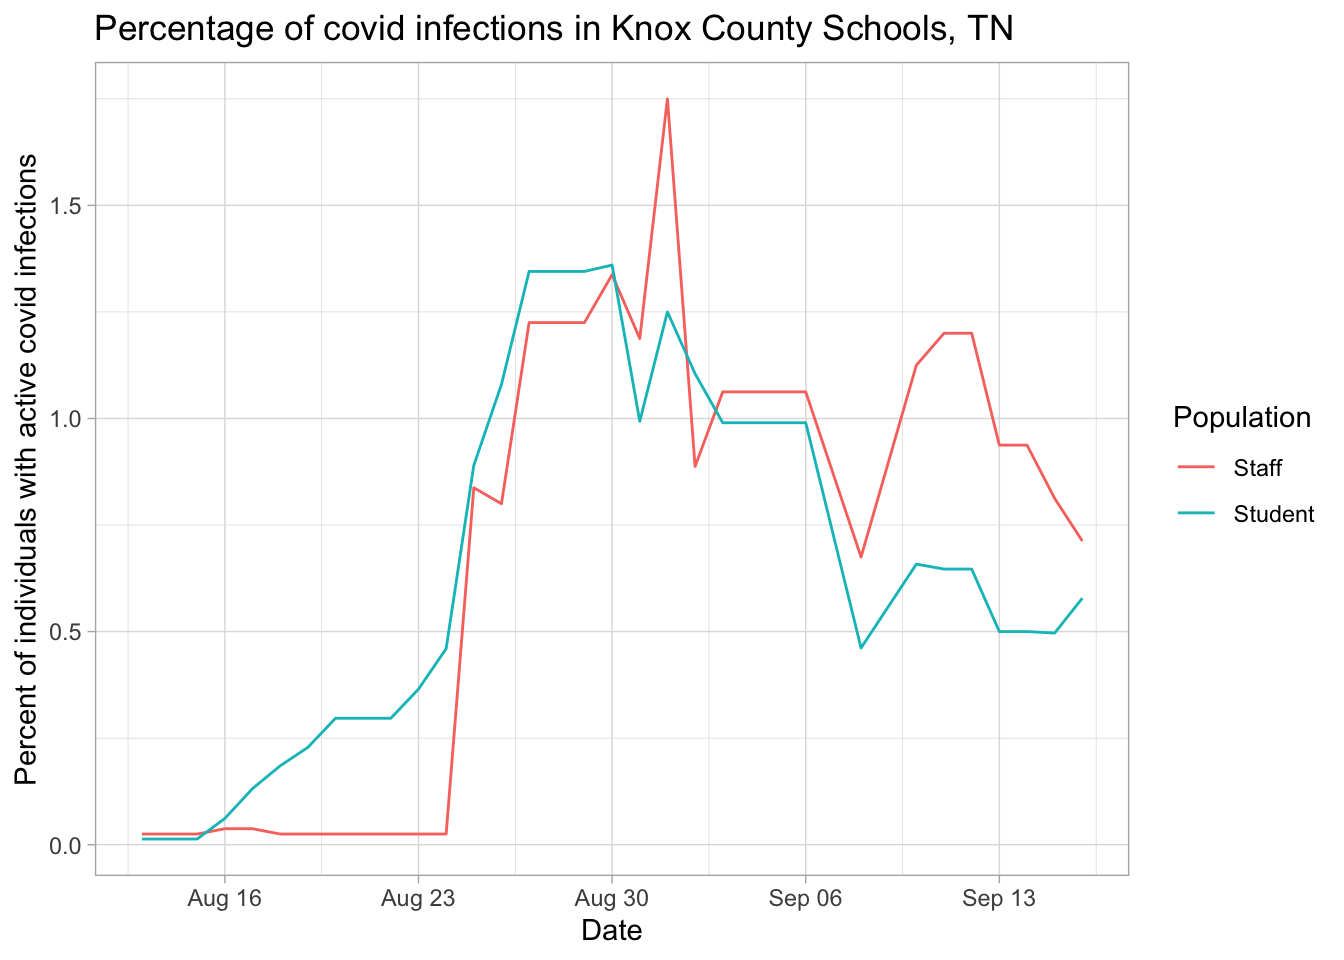 Percentage of covid infections in Knox County Schools, TN
Percent of individuals with active covid infections
1.5
1.0
0.5
0.0
Aug 16
Aug 23
Aug 30
Sep 06
Sep 13
Date
Population
Staff
Student